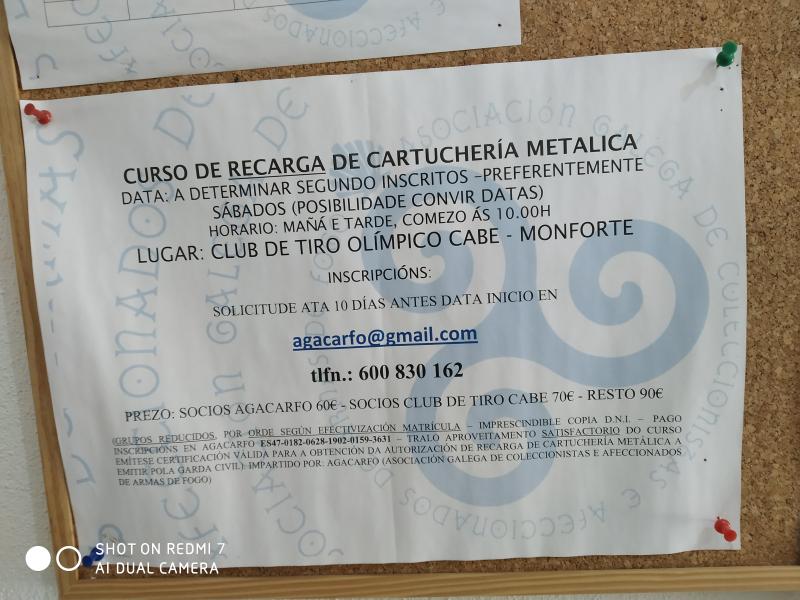 CURSO DE RECARGA DE CARTUCHERÍA METALICA
DATA: A DETERMINAR SEGUNDO INSCRITOS -PREFERENTEMENTE
SÁBADOS (POSIBILIDADE CONVIR DATAS)
HORARIO: MAÑÁ E TARDE, COMEZO ÁS 10.00H
LUGAR: CLUB DE TIRO OLÍMPICO CABE - MONFORTE
INSCRIPCIÓNS:
SOLICITUDE ATA 10 DÍAS ANTES DATA INICIO EN
agacarfo@gmail.com
tlfn.: 600 830 162
PREZO: SOCIOS AGACARFO 60€ - SOCIOS CLUB DE TIRO CABE 70€ - RESTO 90€
(GRUPOS REDUCIDOS, POR ORDE SEGÚN EFECTIVIZACIÓN MATRÍCULA – IMPRESCINDIBLE COPIA D.N.I. – PAGO
INSCRIPCIÓNS EN AGACARFO ES47-0182-0628-1902-0159-3631 – TRALO APROVEITAMENTO SATISFACTORIO DO CURSO
EMÍTESE CERTIFICACIÓN VÁLIDA PARA A OBTENCIÓN DA AUTORIZACIÓN DE RECARGA DE CARTUCHERÍA METÁLICA A
EMITIR POLA GARDA CIVIL). IMPARTIDO POR: AGACARFO (ASOCIACIÓN GALEGA DE COLECCIONISTAS E AFECCIONADOS
DE ARMAS DE FOGO)
ASOCIACIÓN GALEGA DE COLECCIONISTAS E AFECCIONADOS
SHOT ON REDMI 7
AI DUAL CAMERA